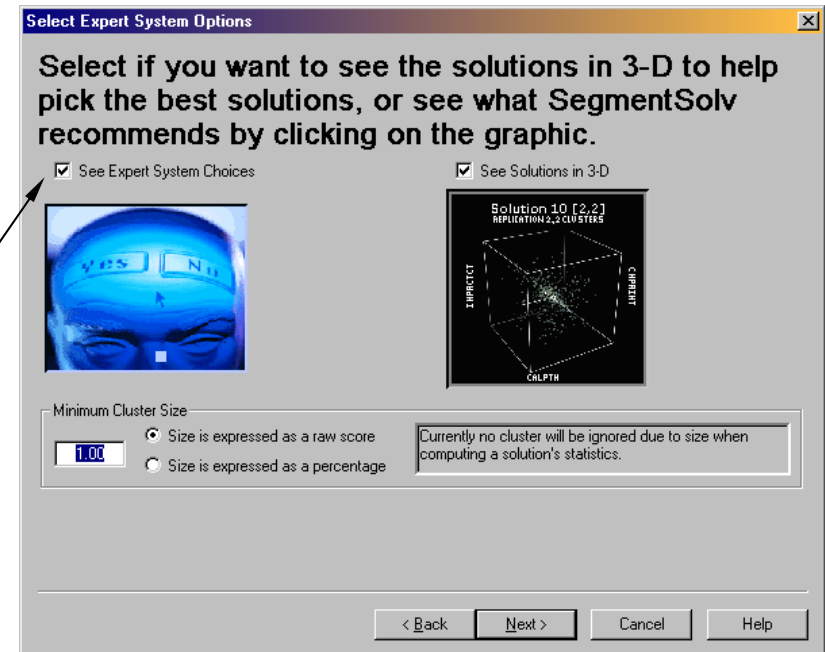 Select Expert System Options
Select if you want to see the solutions in 3-D to help
pick the best solutions, or see what SegmentSolv
recommends by clicking on the graphic.
See Expert System Choices
See Solutions in 3-D
Yes No
Solution 10 [2,2]
REPLICATION 2,2 CLUSTERS
CHPRINT
CALPTH
Minimum Cluster Size
1.00
Size is expressed as a raw score
Size is expressed as a percentage
Currently no cluster will be ignored due to size when
computing a solution's statistics.
< Back
Next >
Cancel
Help